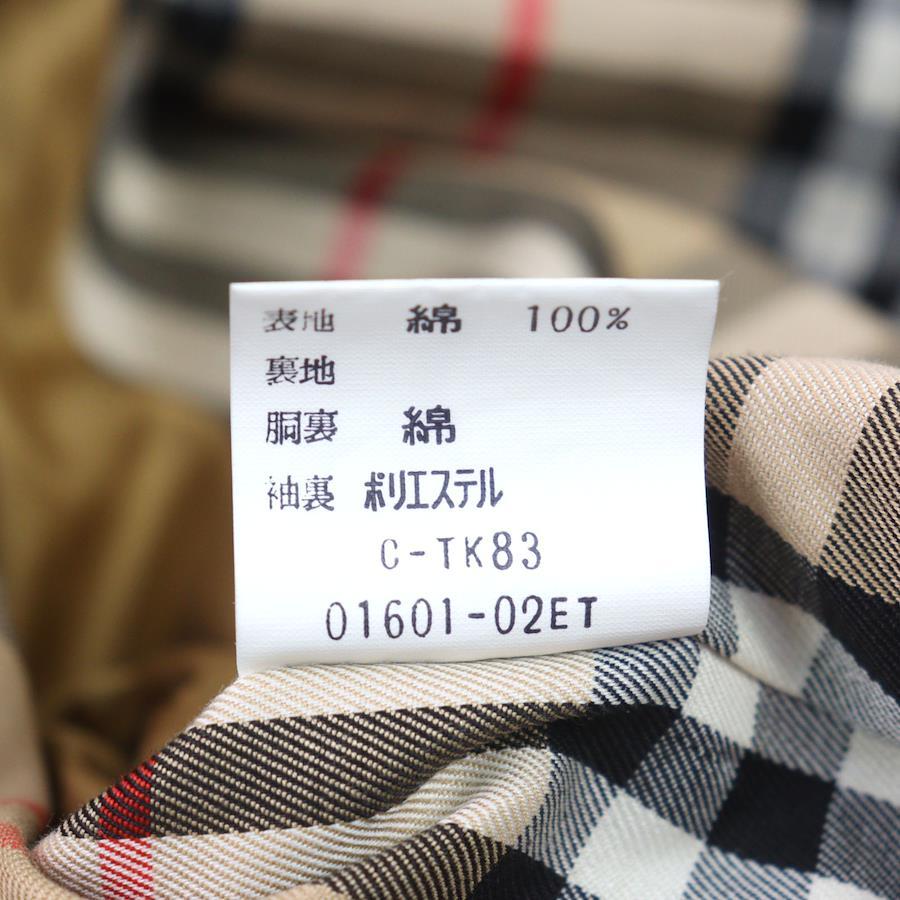 表地 綿 100%
裏地
胴裏 綿
袖裏 ポリエステル
C-TK83
01601-02ET